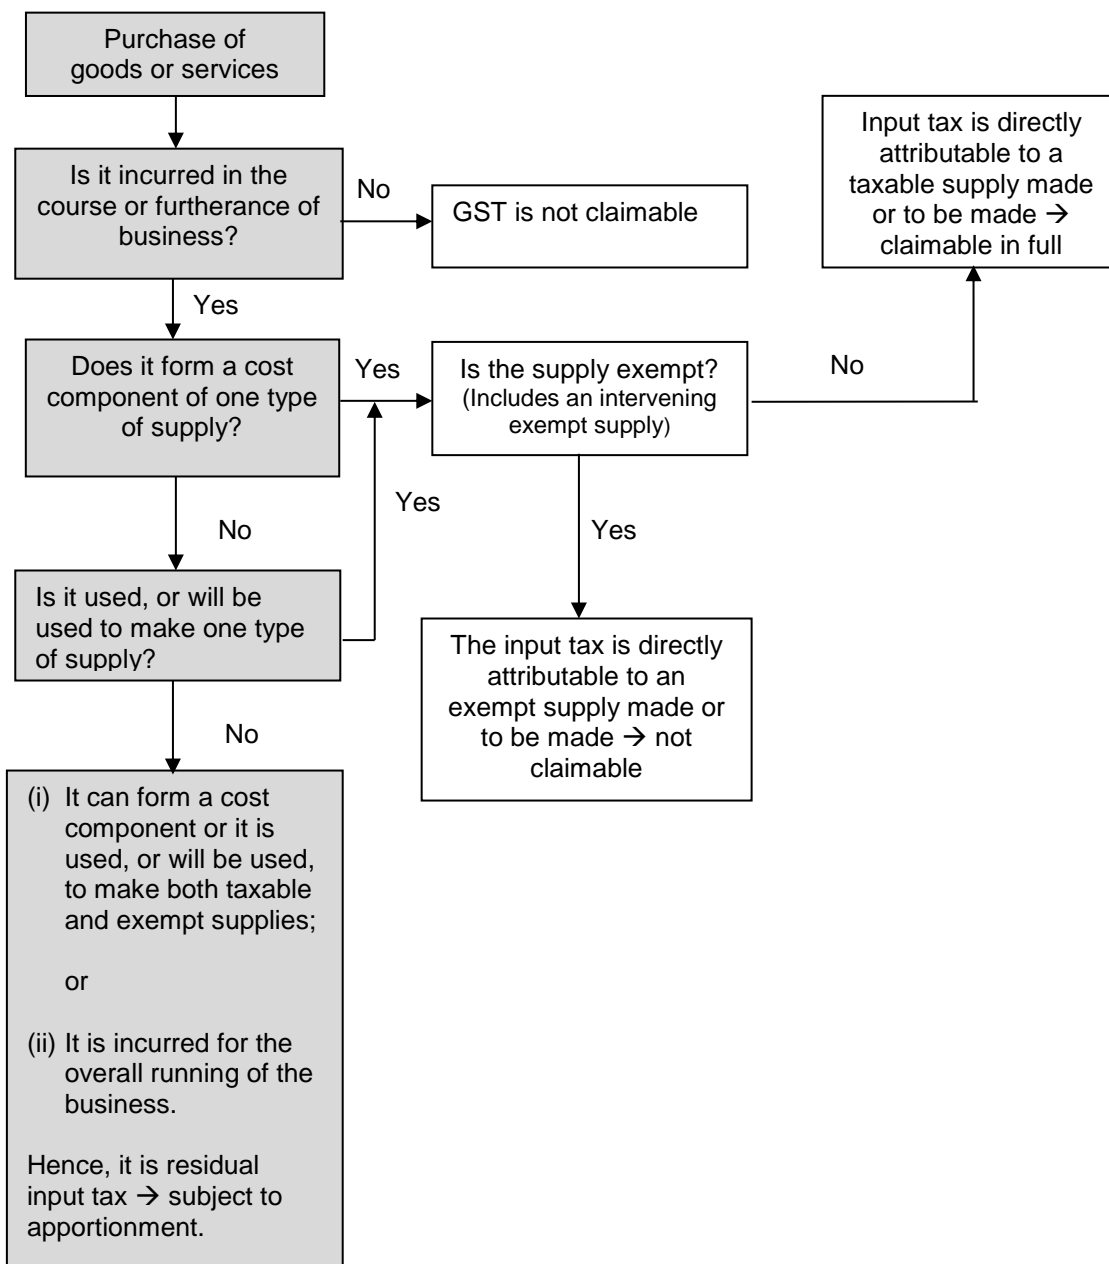 Purchase of
goods or services
Is it incurred in the
course or furtherance of
business?
No
GST is not claimable
Input tax is directly
attributable to a
taxable supply made
or to be made →
claimable in full
Yes
Does it form a cost
component of one type
of supply?
Yes
Is the supply exempt?
(Includes an intervening
exempt supply)
No
Yes
No
Yes
Is it used, or will be
used to make one type
of supply?
The input tax is directly
attributable to an
exempt supply made or
to be made → not
claimable
No
(i) It can form a cost
component or it is
used, or will be used,
to make both taxable
and exempt supplies;
or
(ii) It is incurred for the
overall running of the
business.
Hence, it is residual
input tax → subject to
apportionment.